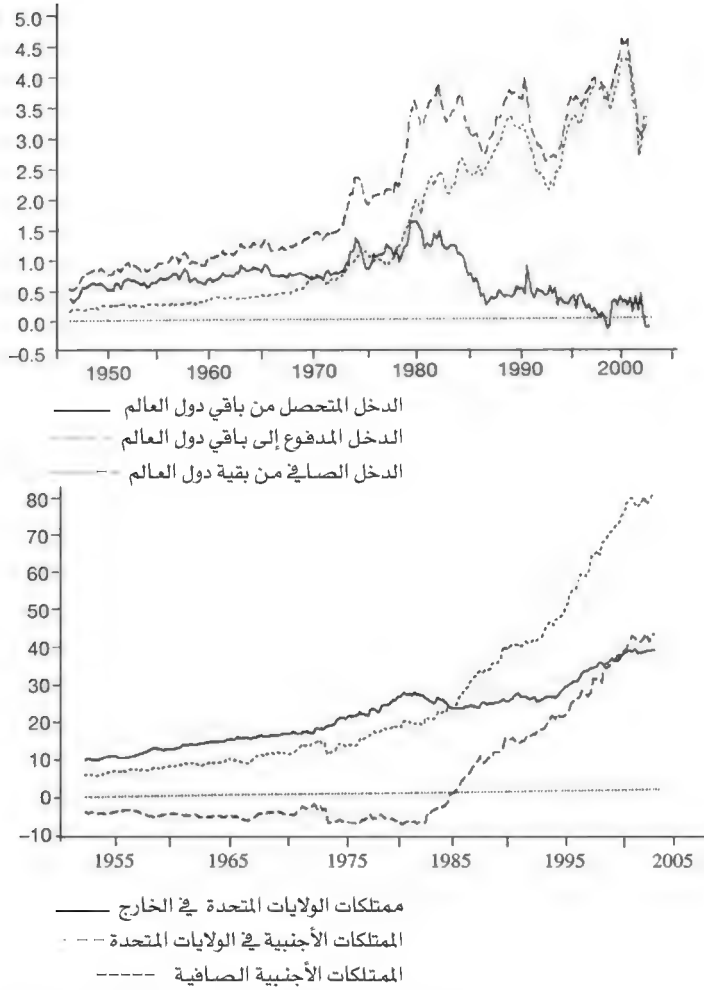 5.0
4.5
4.0
3.5
3.0
2.5
2.0
1.5
1.0
0.5
0.0
–0.5
1950 1960 1970 1980 1990 2000
الدخل المتحصل من باقي دول العالم
الدخل المدفوع إلى باقي دول العالم
الدخل الصافي من بقية دول العالم
80
70
60
50
40
30
20
10
0
–10
1955 1965 1975 1985 1995 2005
ممتلكات الولايات المتحدة في الخارج
الممتلكات الأجنبية في الولايات المتحدة
الممتلكات الأجنبية الصافية